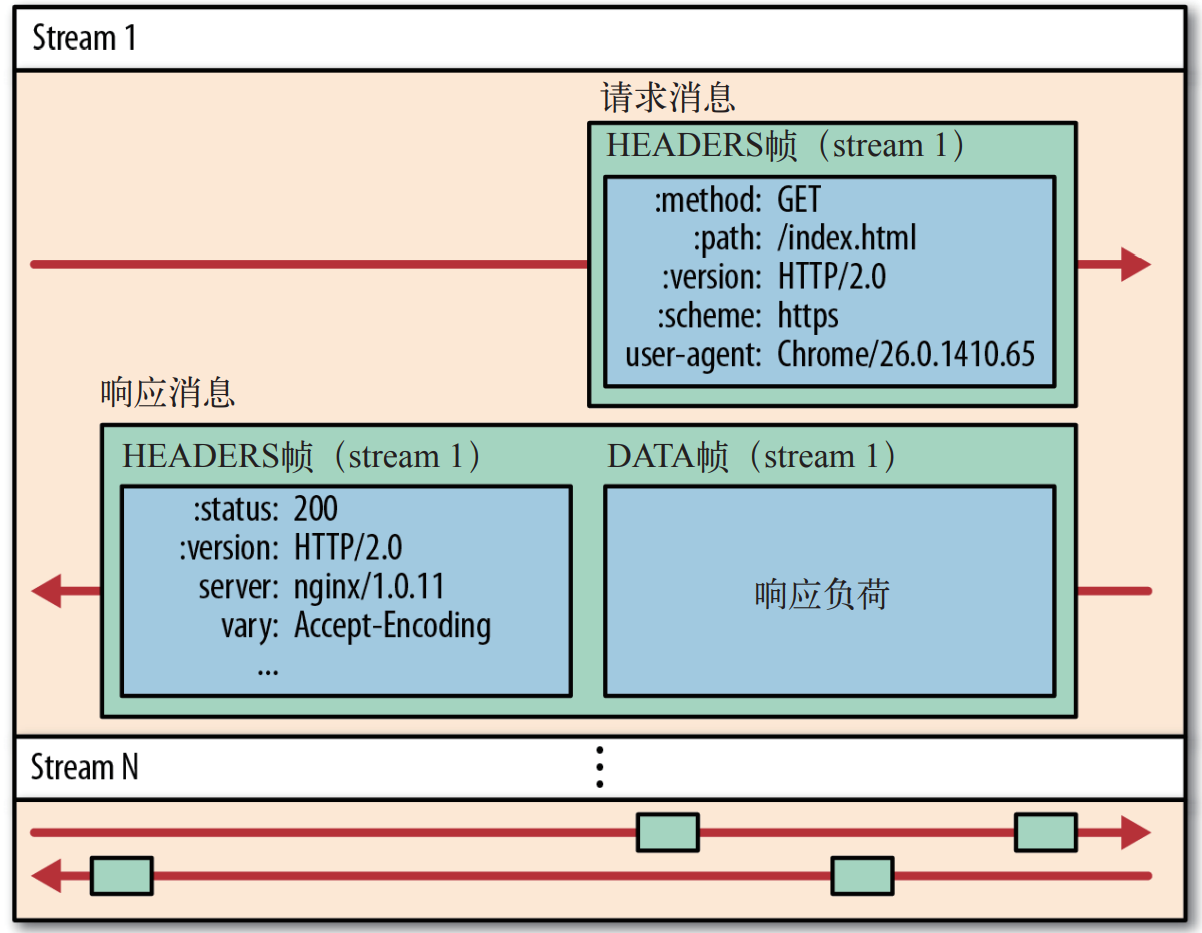 Stream 1
请求消息
HEADERS帧（stream 1）
:method: GET
:path: /index.html
:version: HTTP/2.0
:scheme: https
user-agent: Chrome/26.0.1410.65
响应消息
HEADERS帧（stream 1）
:status: 200
:version: HTTP/2.0
server: nginx/1.0.11
vary: Accept-Encoding
...
DATA帧（stream 1）
响应负荷
Stream N